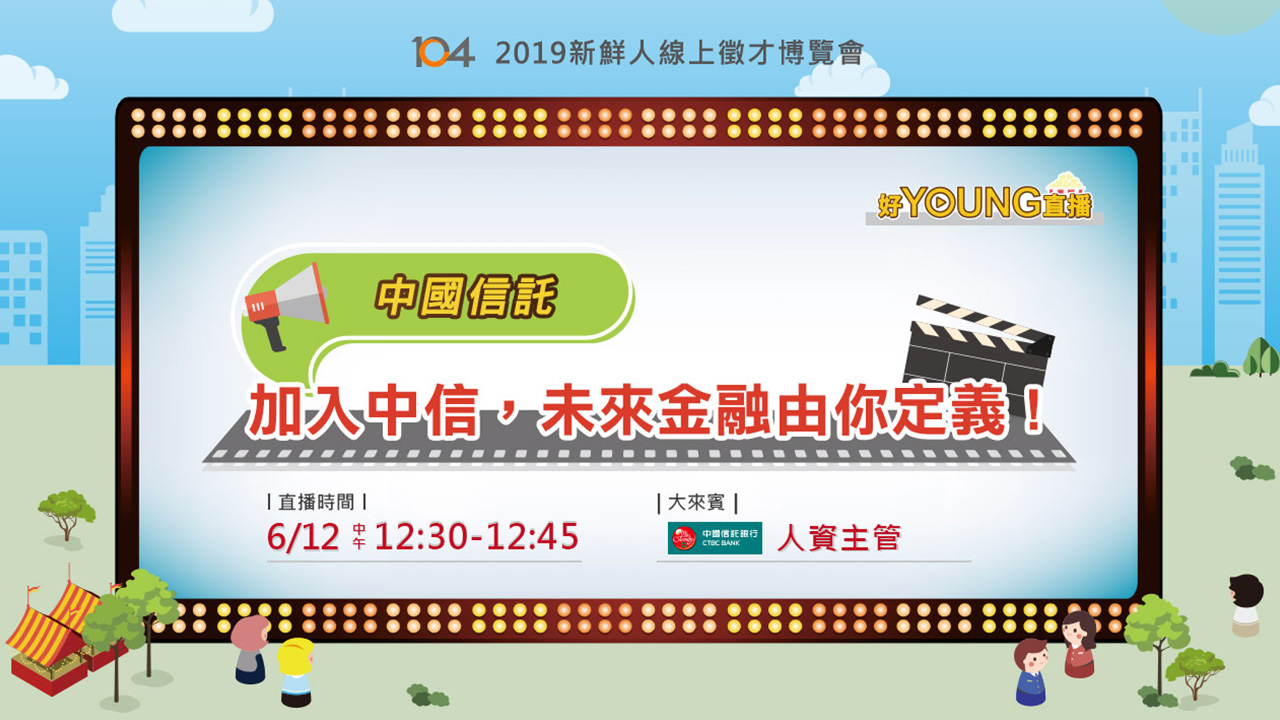 104 2019新鮮人線上徵才博覽會
好YOUNG直播
中國信託
加入中信，未來金融由你定義！
| 直播時間 |
6/12 中午 12:30-12:45
| 大來賓 |
中國信託銀行
CTBC BANK
人資主管